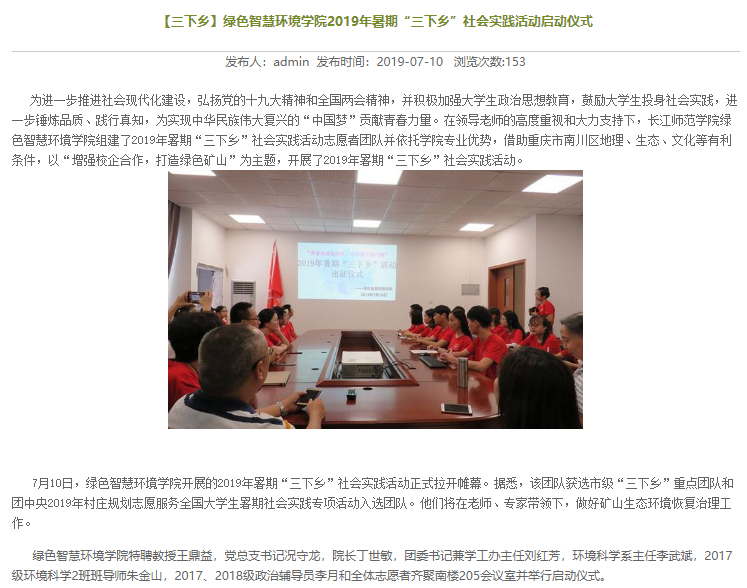 【三下乡】绿色智慧环境学院2019年暑期“三下乡”社会实践活动启动仪式
发布人：admin 发布时间：2019-07-10 浏览次数:153
为进一步推进社会现代化建设，弘扬党的十九大精神和全国两会精神，并积极加强大学生政治思想教育，鼓励大学生投身社会实践，进
一步锤炼品质、践行真知，为实现中华民族伟大复兴的“中国梦”贡献青春力量。在领导老师的高度重视和大力支持下，长江师范学院绿
色智慧环境学院组建了2019年暑期“三下乡”社会实践活动志愿者团队并依托学院专业优势，借助重庆市南川区地理、生态、文化等有利
条件，以“增强校企合作，打造绿色矿山”为主题，开展了2019年暑期“三下乡”社会实践活动。
2019年暑期“三下乡”活动
出征仪式
7月10日，绿色智慧环境学院开展的2019年暑期“三下乡”社会实践活动正式拉开帷幕。据悉，该团队获选市级“三下乡”重点团队和
团中央2019年村庄规划志愿服务全国大学生暑期社会实践专项活动入选团队。他们将在老师、专家带领下，做好矿山生态环境恢复治理工
作。
绿色智慧环境学院特聘教授王鼎益，党总支书记况守龙，院长丁世敏，团委书记兼学工办主任刘红芳，环境科学系主任李武斌，2017
级环境科学2班班导师朱金山，2017、2018级政治辅导员李月和全体志愿者齐聚南楼205会议室并举行启动仪式。